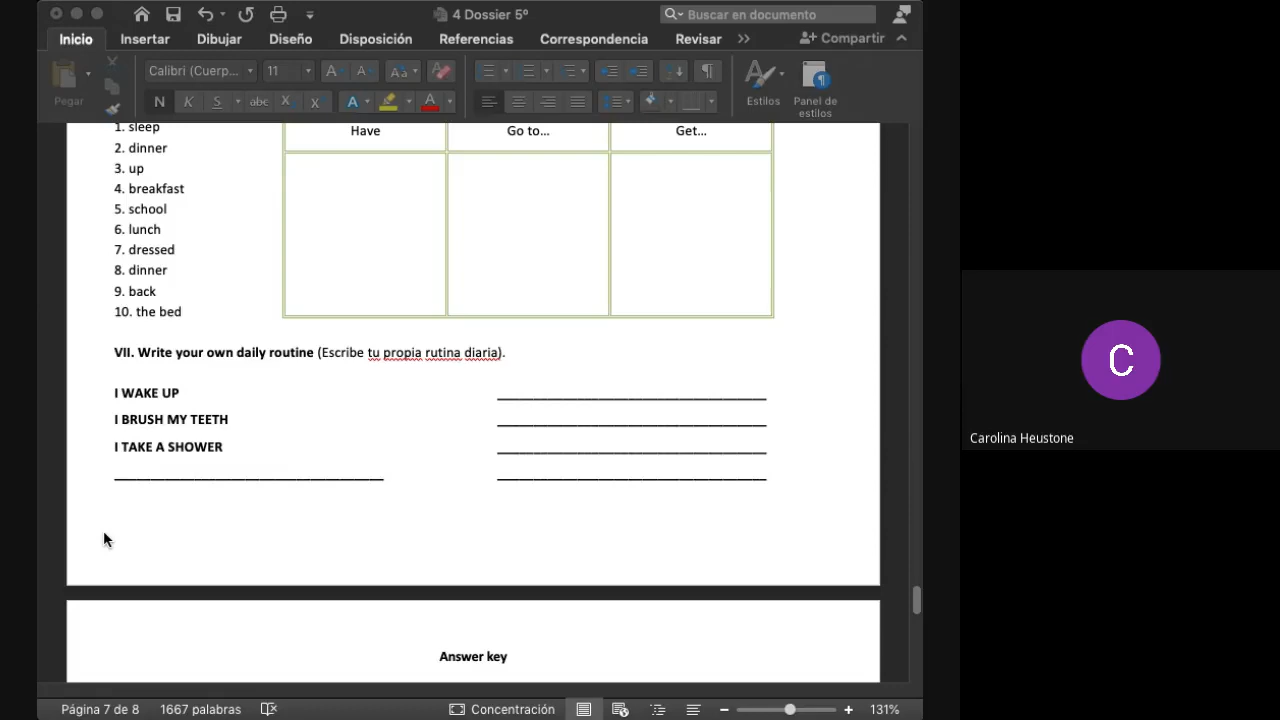 4 Dossier 5º
Buscar en documento
Inicio Insertar Dibujar Diseño Disposición Referencias Correspondencia Revisar >> Compartir
Pegar Calibri (Cuerp... 11 Estilos Panel de estilos
N K S abc X X A A
1. sleep
2. dinner
3. up
4. breakfast
5. school
6. lunch
7. dressed
8. dinner
9. back
10. the bed
Have Go to... Get...
VII. Write your own daily routine (Escribe tu propia rutina diaria).
I WAKE UP
I BRUSH MY TEETH
I TAKE A SHOWER
Answer key
Página 7 de 8 1667 palabras Concentración 131%
C
Carolina Heustone